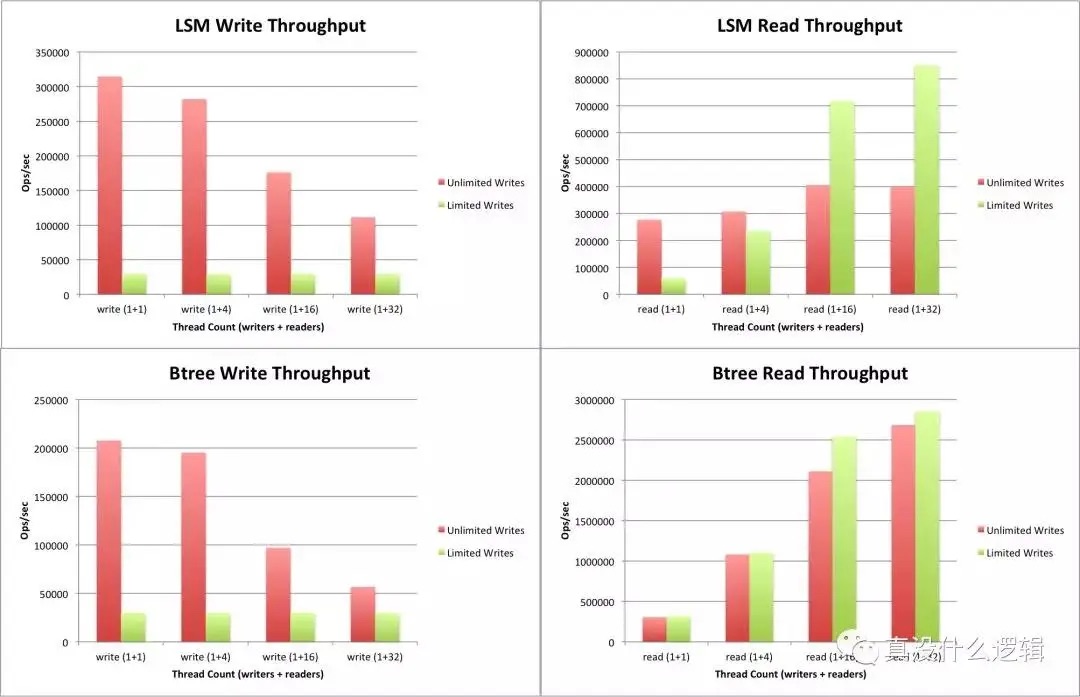 LSM Write Throughput
350000
300000
250000
200000
150000
100000
50000
0
Ops/sec
write (1+1) write (1+4) write (1+16) write (1+32)
Thread Count (writers + readers)
Unlimited Writes
Limited Writes
LSM Read Throughput
900000
800000
700000
600000
500000
400000
300000
200000
100000
0
Ops/sec
read (1+1) read (1+4) read (1+16) read (1+32)
Thread Count (writers + readers)
Unlimited Writes
Limited Writes
Btree Write Throughput
250000
200000
150000
100000
50000
0
Ops/sec
write (1+1) write (1+4) write (1+16) write (1+32)
Thread Count (writers + readers)
Unlimited Writes
Limited Writes
Btree Read Throughput
3000000
2500000
2000000
1500000
1000000
500000
0
Ops/sec
read (1+1) read (1+4) read (1+16) read (1+32)
Thread Count (writers + readers)
Unlimited Writes
Limited Writes
真没什么逻辑